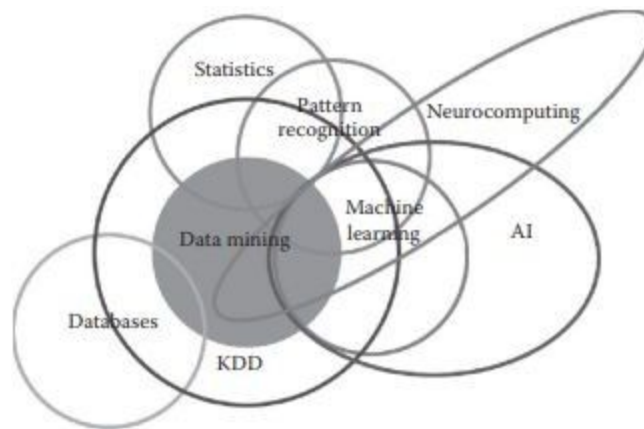 Statistics
Pattern
recognition
Neurocomputing
Machine
learning
AI
Data mining
Databases
KDD